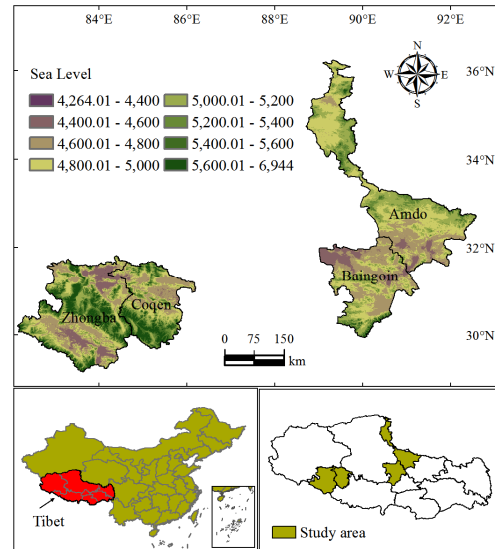 84°E 86°E 88°E 90°E 92°E
N
W E
S
36°N
34°N
32°N
30°N
Sea Level
4,264.01 - 4,400 5,000.01 - 5,200
4,400.01 - 4,600 5,200.01 - 5,400
4,600.01 - 4,800 5,400.01 - 5,600
4,800.01 - 5,000 5,600.01 - 6,944
Amdo
Baingoin
Coqen
Zhongba
0 75 150
km
Tibet
Study area